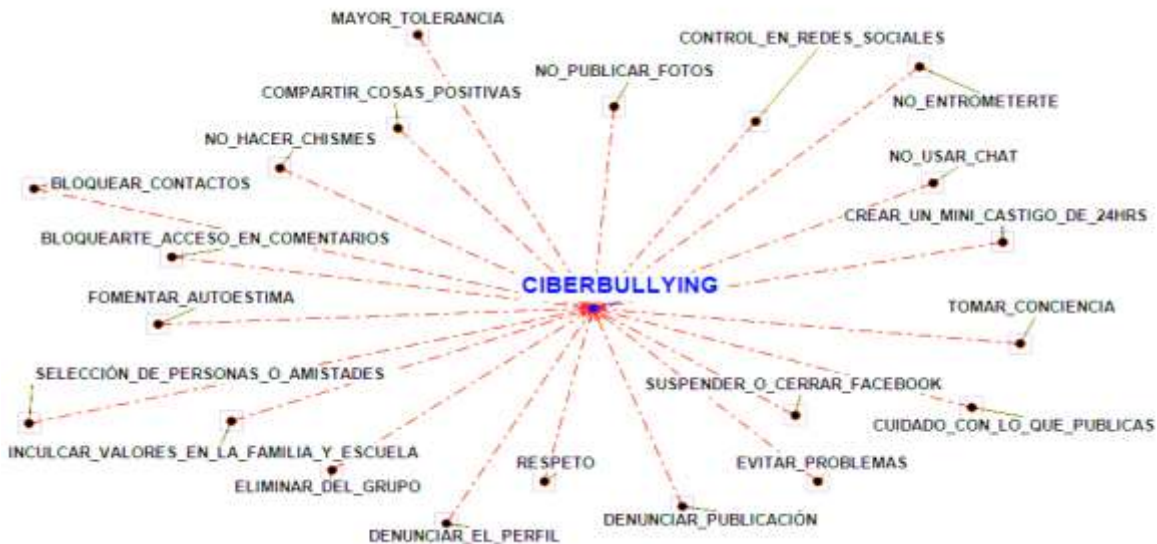 MAYOR_TOLERANCIA
CONTROL_EN_REDES_SOCIALES
NO_PUBLICAR_FOTOS
COMPARTIR_COSAS_POSITIVAS
NO_ENTROMETERTE
NO_HACER_CHISMES
NO_USAR_CHAT
BLOQUEAR_CONTACTOS
CREAR_UN_MINI_CASTIGO_DE_24HRS
BLOQUEARTE_ACCESO_EN_COMENTARIOS
CIBERBULLYING
FOMENTAR_AUTOESTIMA
TOMAR_CONCIENCIA
SELECCIÓN_DE_PERSONAS_O_AMISTADES
SUSPENDER_O_CERRAR_FACEBOOK
CUIDADO_CON_LO_QUE_PUBLICAS
INCULCAR_VALORES_EN_LA_FAMILIA_Y_ESCUELA
RESPETO
EVITAR_PROBLEMAS
ELIMINAR_DEL_GRUPO
DENUNCIAR_PUBLICACIÓN
DENUNCIAR_EL_PERFIL